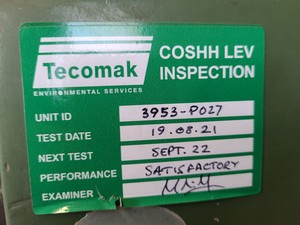 Tecomak
ENVIRONMENTAL SERVICES
COSHH LEV
INSPECTION
UNIT ID 3953-P027
TEST DATE 19.08.21
NEXT TEST SEPT. 22
PERFORMANCE SATISFACTORY
EXAMINER